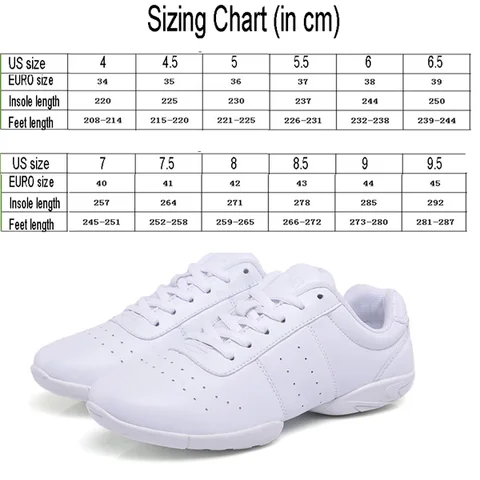 Sizing Chart (in cm)
US size 4 4.5 5 5.5 6 6.5
EURO size 34 35 36 37 38 39
Insole length 220 225 230 237 244 250
Feet length 208-214 215-220 221-225 226-231 232-238 239-244
US size 7 7.5 8 8.5 9 9.5
EURO size 40 41 42 43 44 45
Insole length 257 264 271 278 285 292
Feet length 245-251 252-258 259-265 266-272 273-280 281-287